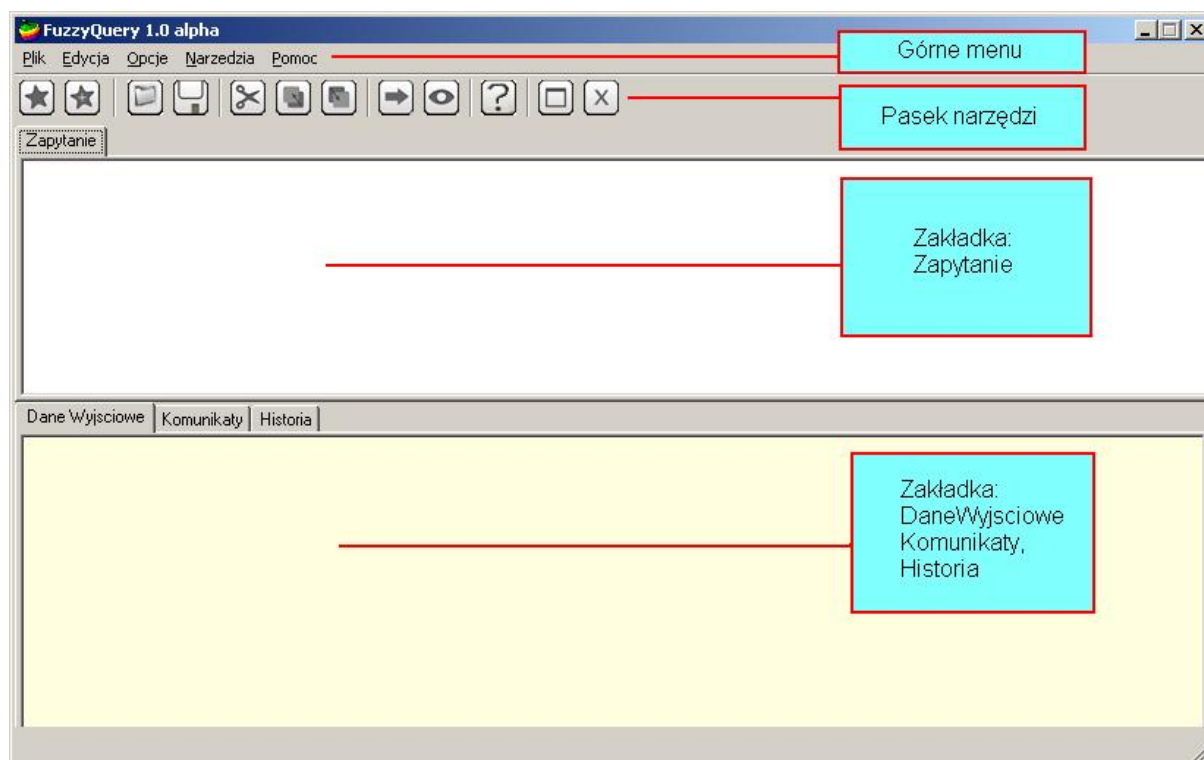 FuzzyQuery 1.0 alpha
Plik Edycja Opcje Narzedzia Pomoc
Górne menu
Pasek narzędzi
Zapytanie
Zakładka:
Zapytanie
Dane Wyjsciowe Komunikaty Historia
Zakładka:
DaneWyjsciowe
Komunikaty,
Historia